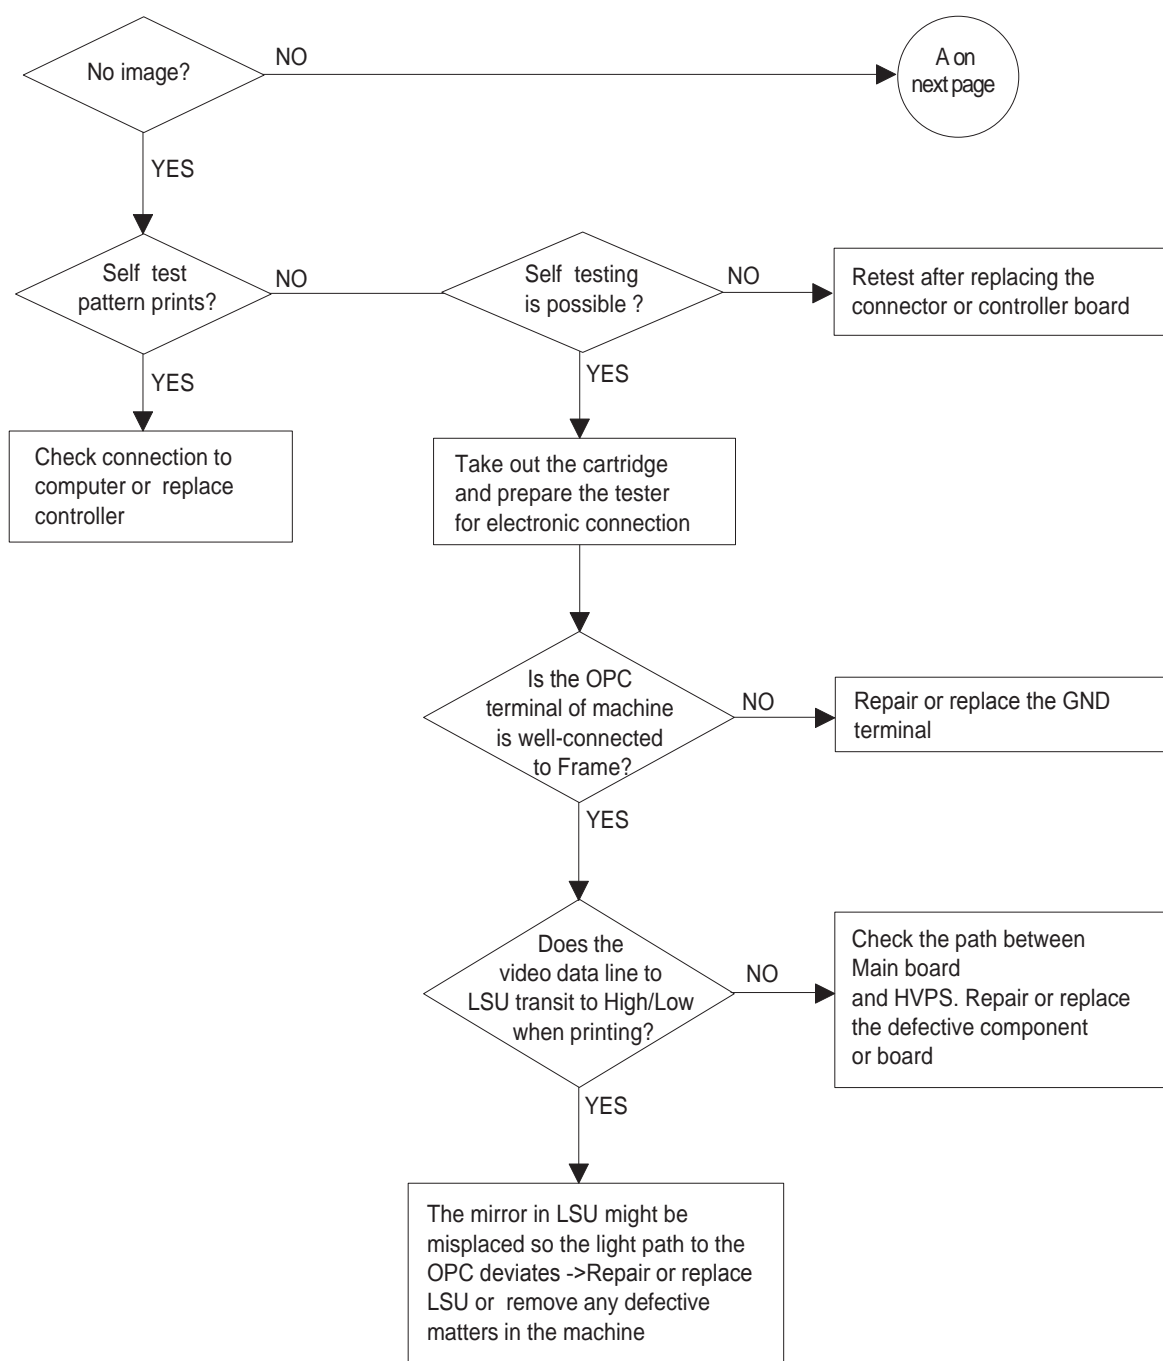 No image?
NO
A on
next page
YES
Self test
pattern prints?
NO
Self testing
is possible ?
NO
Retest after replacing the
connector or controller board
YES
YES
Check connection to
computer or replace
controller
Take out the cartridge
and prepare the tester
for electronic connection
Is the OPC
terminal of machine
is well-connected
to Frame?
NO
Repair or replace the GND
terminal
YES
Does the
video data line to
LSU transit to High/Low
when printing?
NO
Check the path between
Main board
and HVPS. Repair or replace
the defective component
or board
YES
The mirror in LSU might be
misplaced so the light path to the
OPC deviates ->Repair or replace
LSU or remove any defective
matters in the machine